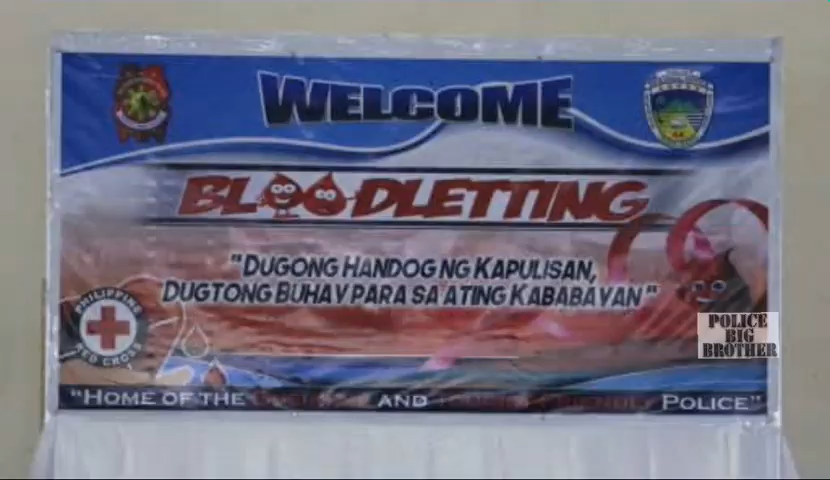 WELCOME
BLOODLETTING
"DUGONG HANDOG NG KAPULISAN,
DUGTONG BUHAY PARA SA ATING KABABAYAN"
PHILIPPINE
RED CROSS
POLICE
BIG
BROTHER
"HOME OF THE AND FRIENDLY POLICE"